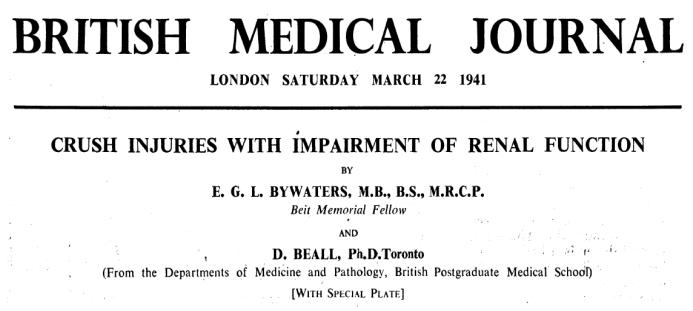 BRITISH MEDICAL JOURNAL
LONDON SATURDAY MARCH 22 1941
CRUSH INJURIES WITH IMPAIRMENT OF RENAL FUNCTION
BY
E. G. L. BYWATERS, M.B., B.S., M.R.C.P.
Beit Memorial Fellow
AND
D. BEALL, Ph.D.Toronto
(From the Departments of Medicine and Pathology, British Postgraduate Medical School)
[WITH SPECIAL PLATE]